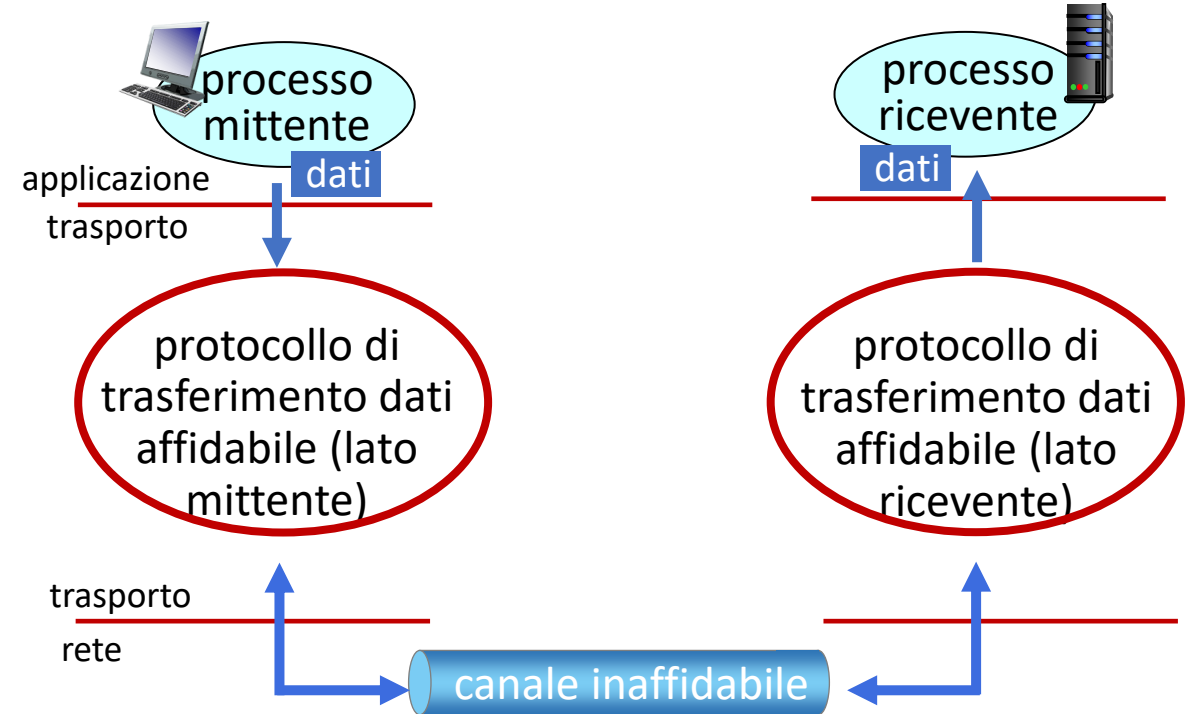 processo
mittente
dati
applicazione
trasporto
processo
ricevente
dati
protocollo di
trasferimento dati
affidabile (lato
mittente)
protocollo di
trasferimento dati
affidabile (lato
ricevente)
trasporto
rete
canale inaffidabile